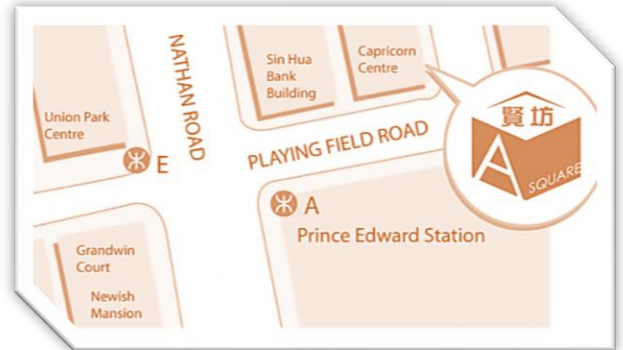 NATHAN ROAD
Sin Hua
Bank
Building
Capricorn
Centre
Union Park
Centre
E
PLAYING FIELD ROAD
賢坊
A
SQUARE
A
Prince Edward Station
Grandwin
Court
Newish
Mansion